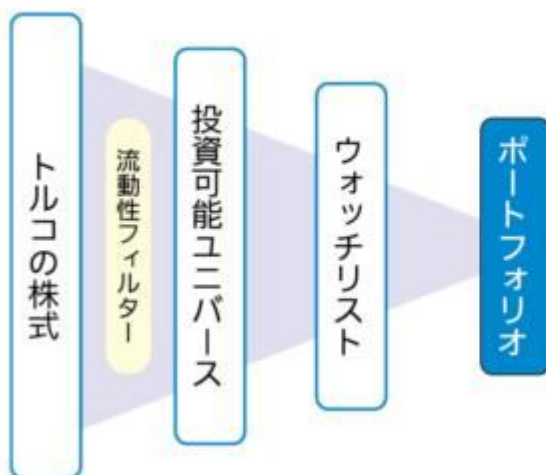 トルコの株式
流動性フィルター
投資可能ユニバース
ウォッチリスト
ポートフォリオ